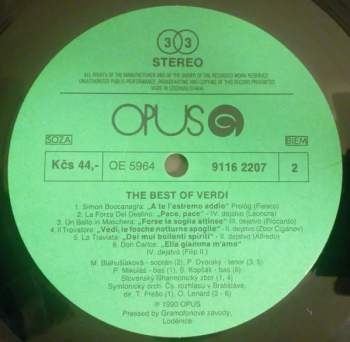 33
STEREO
ALL RIGHTS OF THE MANUFACTURER AND OF THE OWNER OF THE RECORDED WORK RESERVED
UNAUTHORIZED PUBLIC PERFORMANCE, BROADCASTING AND COPYING OF THIS RECORD PROHIBITED
MADE IN CZECHOSLOVAKIA
OPUS
SOZA
BIEM
Kčs 44,-
OE 5964
9116 2207
2
THE BEST OF VERDI
1. Simon Boccanegra: „A te l'estremo addio" Prológ (Fiesco)
2. La Forza Del Destino: „Pace, pace" - IV. dejstvo (Leonora)
3. Un Ballo in Maschera: „Forse la soglia attinse" - III. dejstvo (Riccardo)
4. Il Trovatore: „Vedi, le fosche notturne spoglie" - II. dejstvo (Zbor Cigánov)
5. La Traviata: „Dei miei bollenti spiriti" - II. dejstvo (Alfredo)
6. Don Carlos: „Ella giammai m'amo"
IV. dejstvo (Filip II.)
M. Blahušiaková - soprán (2), P. Dvorský - tenor (3, 5)
P. Mikuláš - bas (1), S. Kopčák - bas (6)
Slovenský filharmonický zbor (1, 4)
Symfonický orch. Čs. rozhlasu v Bratislave,
dir.: T. Frešo (1), O. Lenárd (2 - 6)
℗ 1990 OPUS
Pressed by Gramofonové závody,
Loděnice